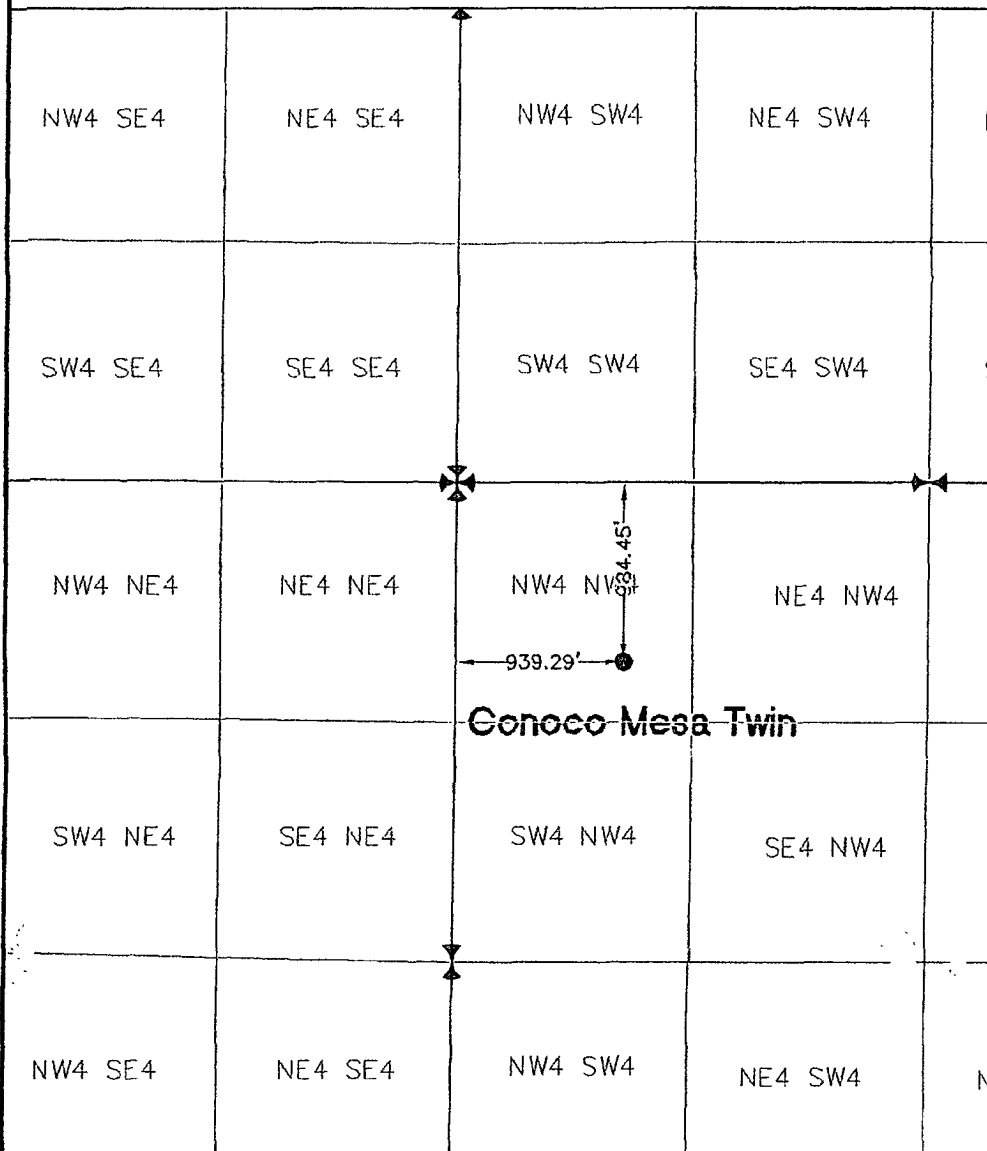 NW4 SE4 NE4 SE4 NW4 SW4 NE4 SW4
SW4 SE4 SE4 SE4 SW4 SW4 SE4 SW4
NW4 NE4 NE4 NE4 NW4 NW4 NE4 NW4
939.29'
Conoco Mesa Twin
SW4 NE4 SE4 NE4 SW4 NW4 SE4 NW4
NW4 SE4 NE4 SE4 NW4 SW4 NE4 SW4